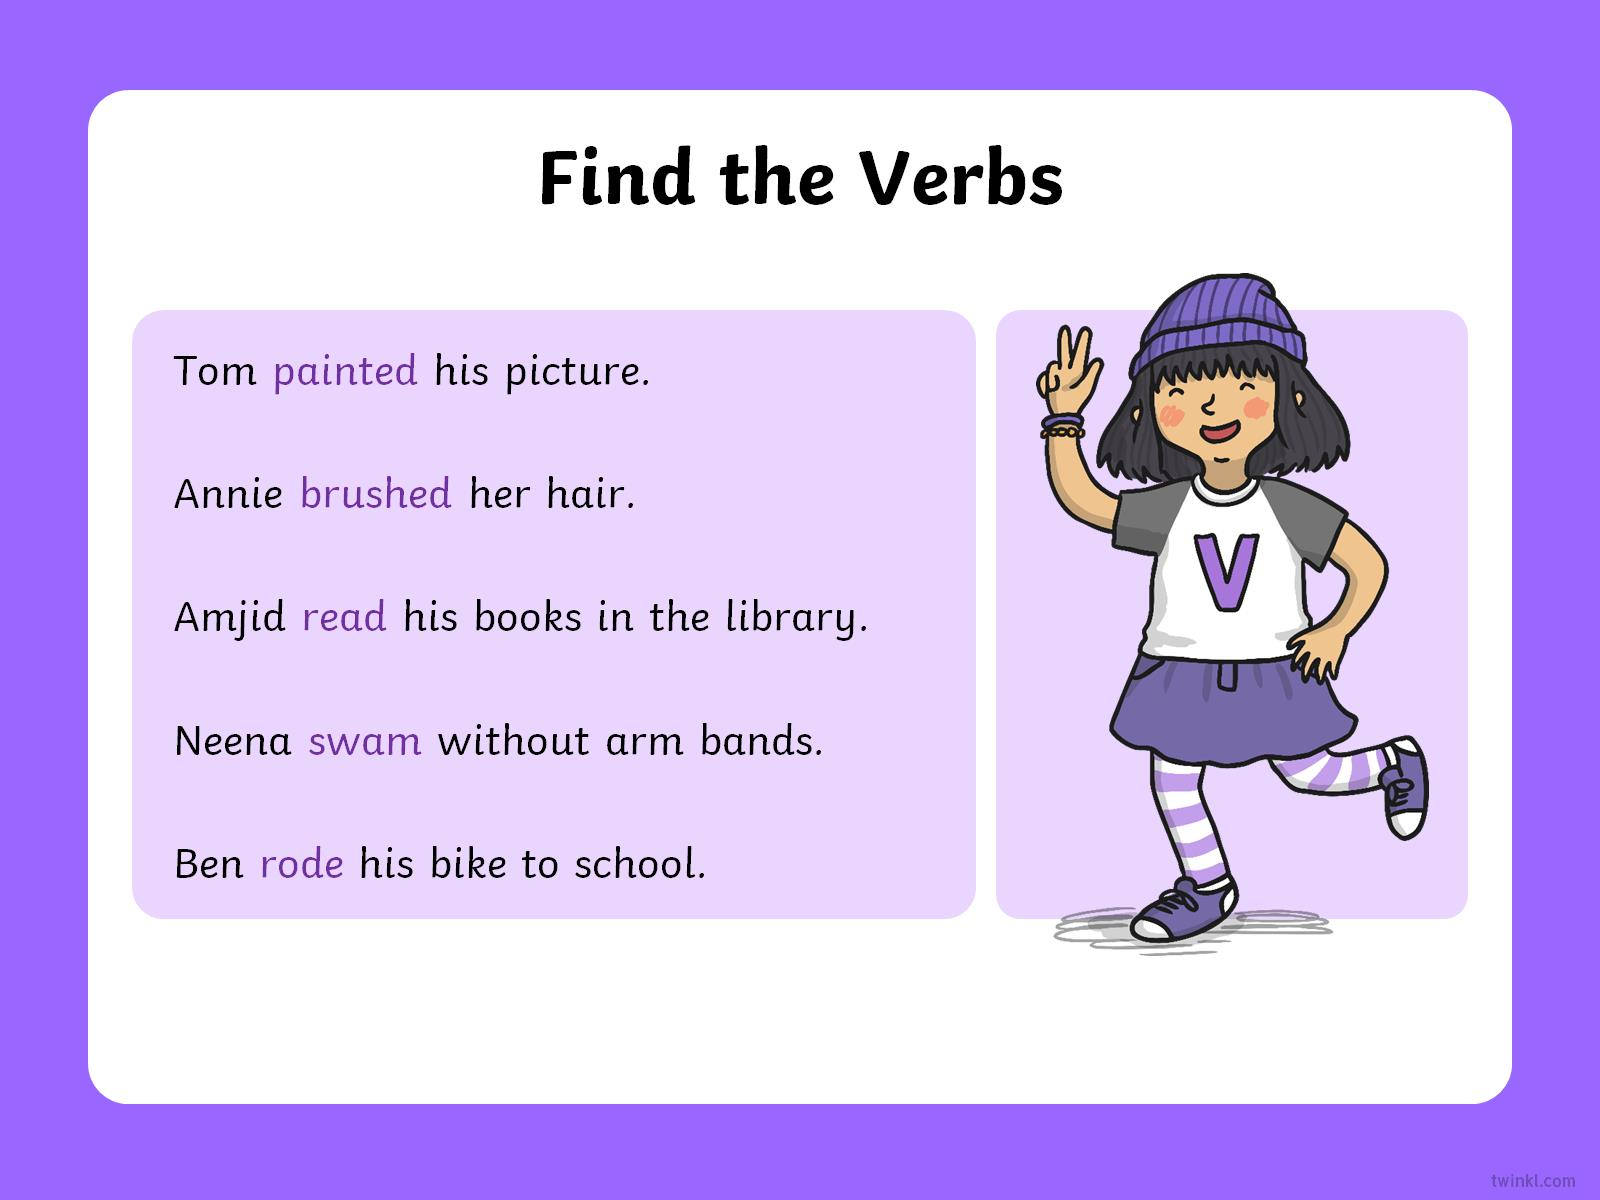 Find the Verbs
Tom painted his picture.
Annie brushed her hair.
Amjid read his books in the library.
Neena swam without arm bands.
Ben rode his bike to school.
V
twinkl.com